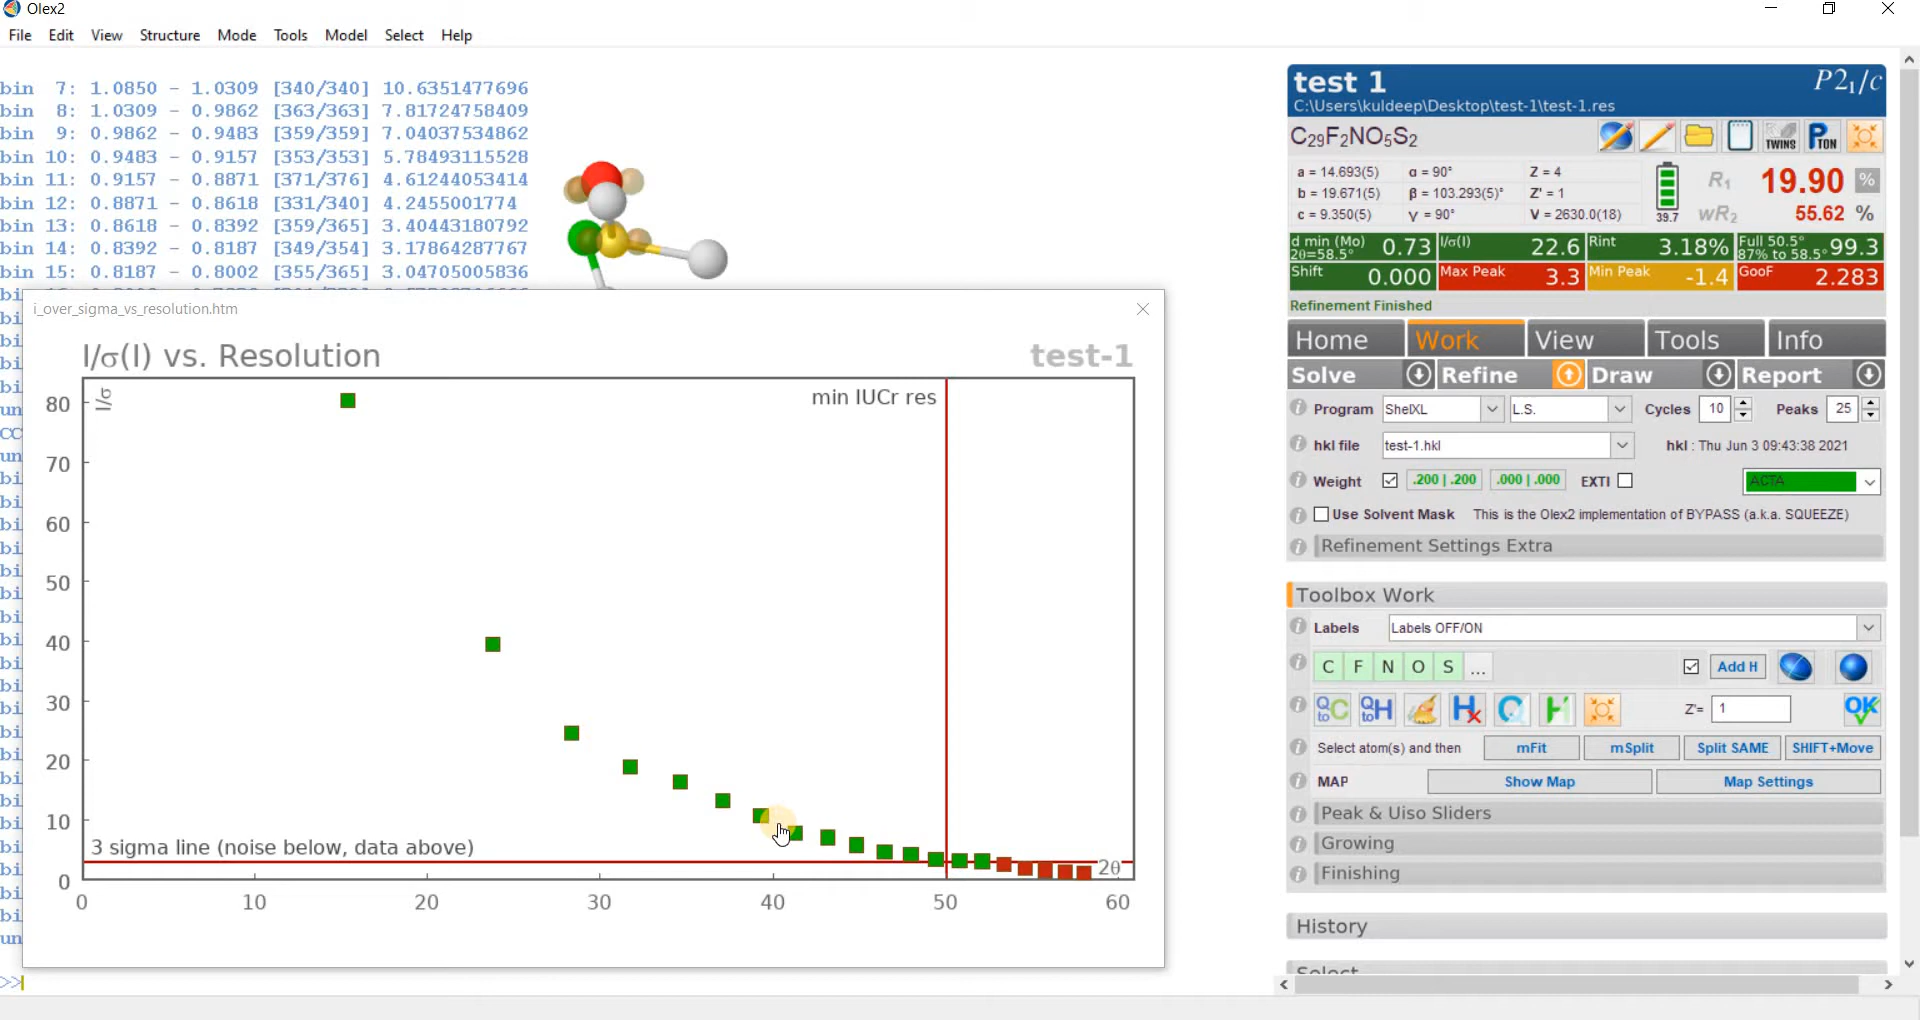 Olex2
File Edit View Structure Mode Tools Model Select Help
bin 7: 1.0850 - 1.0309 [340/340] 10.6351477696
bin 8: 1.0309 - 0.9862 [363/363] 7.81724758409
bin 9: 0.9862 - 0.9483 [359/359] 7.04037534862
bin 10: 0.9483 - 0.9157 [353/353] 5.78493115528
bin 11: 0.9157 - 0.8871 [371/376] 4.61244053414
bin 12: 0.8871 - 0.8618 [331/340] 4.2455001774
bin 13: 0.8618 - 0.8392 [359/365] 3.40443180792
bin 14: 0.8392 - 0.8187 [349/354] 3.17864287767
bin 15: 0.8187 - 0.8002 [355/365] 3.04705005836
i_over_sigma_vs_resolution.htm
I/σ(I) vs. Resolution test-1
I/σ
min IUCr res
80
70
60
50
40
30
20
10
0
3 sigma line (noise below, data above)
2θ
0 10 20 30 40 50 60
>>
test 1 P2₁/c
C:\Users\kuldeep\Desktop\test-1\test-1.res
C₂₉F₂NO₅S₂
TWINS PTON
a = 14.693(5) α = 90° Z = 4
b = 19.671(5) β = 103.293(5)° Z' = 1
c = 9.350(5) γ = 90° V = 2630.0(18)
39.7
R₁ 19.90 %
wR₂ 55.62 %
d min (Mo) 2θ=58.5° 0.73 I/σ(I) 22.6 Rint 3.18% Full 50.5° 87% to 58.5° 99.3
Shift 0.000 Max Peak 3.3 Min Peak -1.4 GooF 2.283
Refinement Finished
Home Work View Tools Info
Solve Refine Draw Report
Program ShelXL L.S. Cycles 10 Peaks 25
hkl file test-1.hkl hkl : Thu Jun 3 09:43:38 2021
Weight .200 | .200 .000 | .000 EXTI ACTA
Use Solvent Mask This is the Olex2 implementation of BYPASS (a.k.a. SQUEEZE)
Refinement Settings Extra
Toolbox Work
Labels Labels OFF/ON
C F N O S ... Add H
Q to C Q to H Z'= 1 OK
Select atom(s) and then mFit mSplit Split SAME SHIFT+Move
MAP Show Map Map Settings
Peak & Uiso Sliders
Growing
Finishing
History
Select